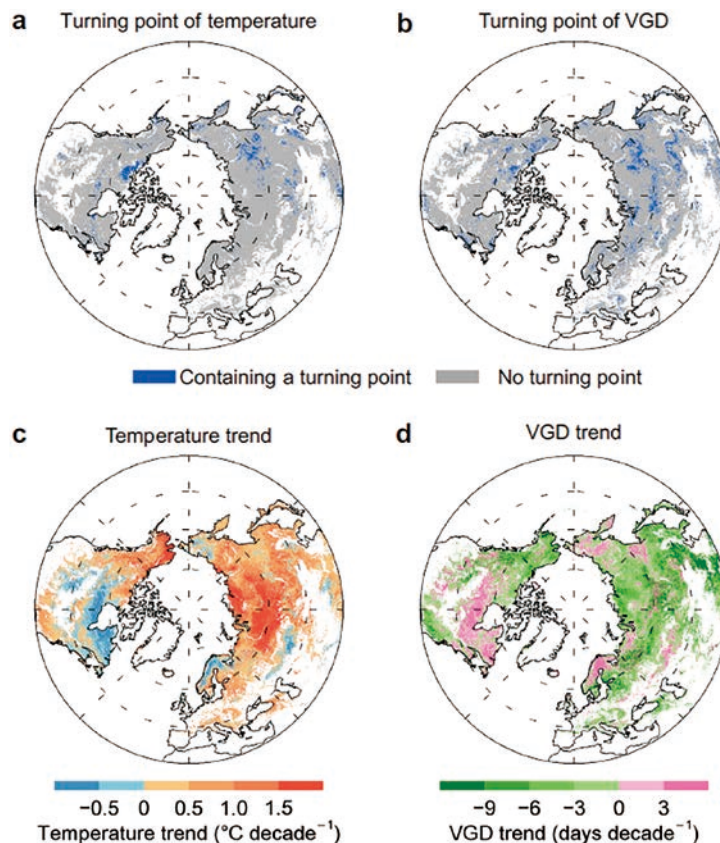 a Turning point of temperature
b Turning point of VGD
Containing a turning point No turning point
c Temperature trend
d VGD trend
−0.5 0 0.5 1.0 1.5
Temperature trend (°C decade⁻¹)
−9 −6 −3 0 3
VGD trend (days decade⁻¹)